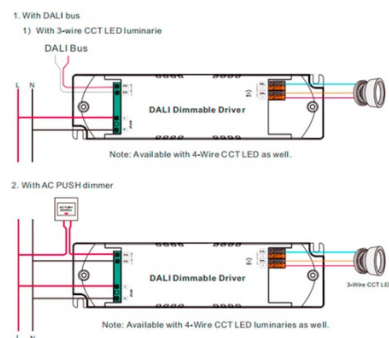 1. With DALI bus
1) With 3-wire CCT LED luminarie
DALI Bus
L N
DALI Dimmable Driver
Note: Available with 4-Wire CCT LED as well.
2. With AC PUSH dimmer
AC PUSH
DALI Dimmable Driver
3-Wire CCT LED
Note: Available with 4-Wire CCT LED luminaries as well.
L N